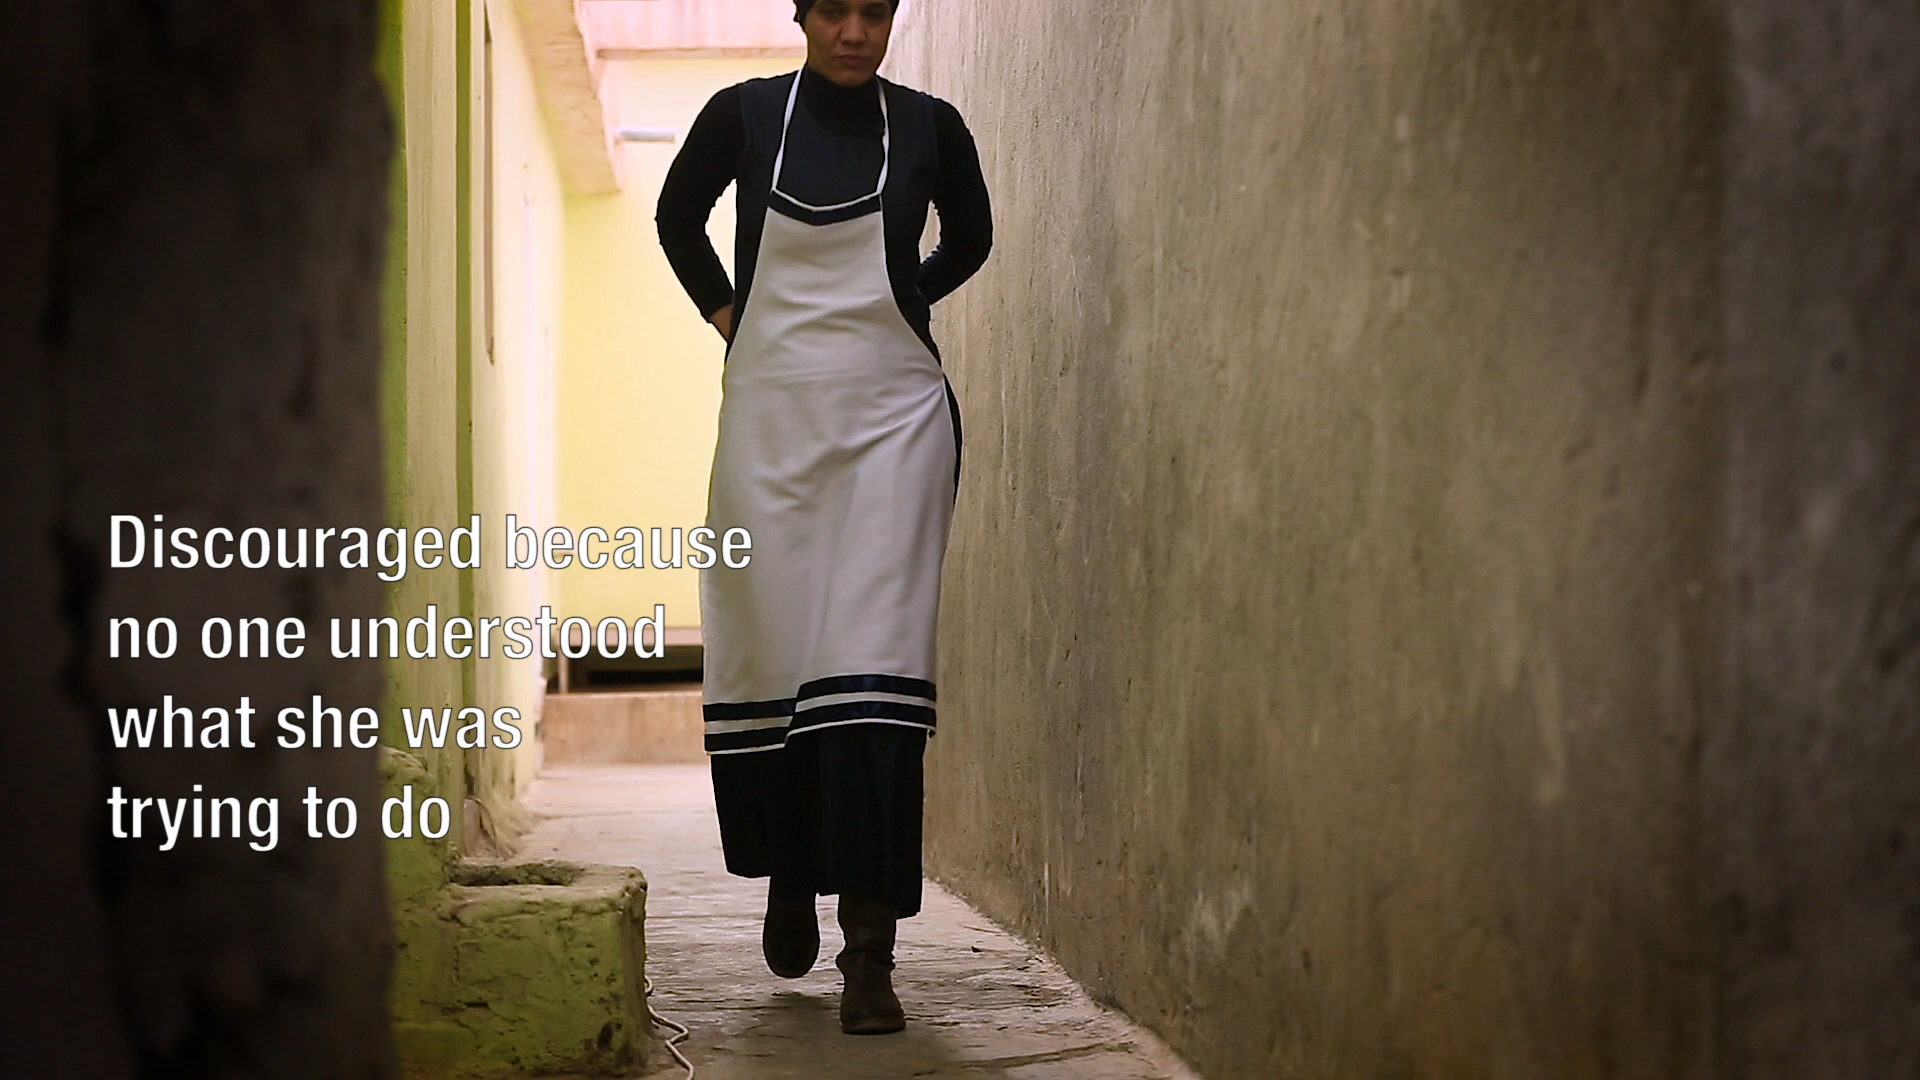 Discouraged because
no one understood
what she was
trying to do